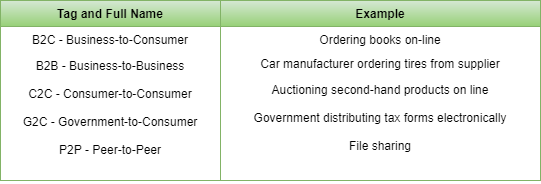 Tag and Full Name Example
B2C - Business-to-Consumer Ordering books on-line
B2B - Business-to-Business Car manufacturer ordering tires from supplier
C2C - Consumer-to-Consumer Auctioning second-hand products on line
G2C - Government-to-Consumer Government distributing tax forms electronically
P2P - Peer-to-Peer File sharing